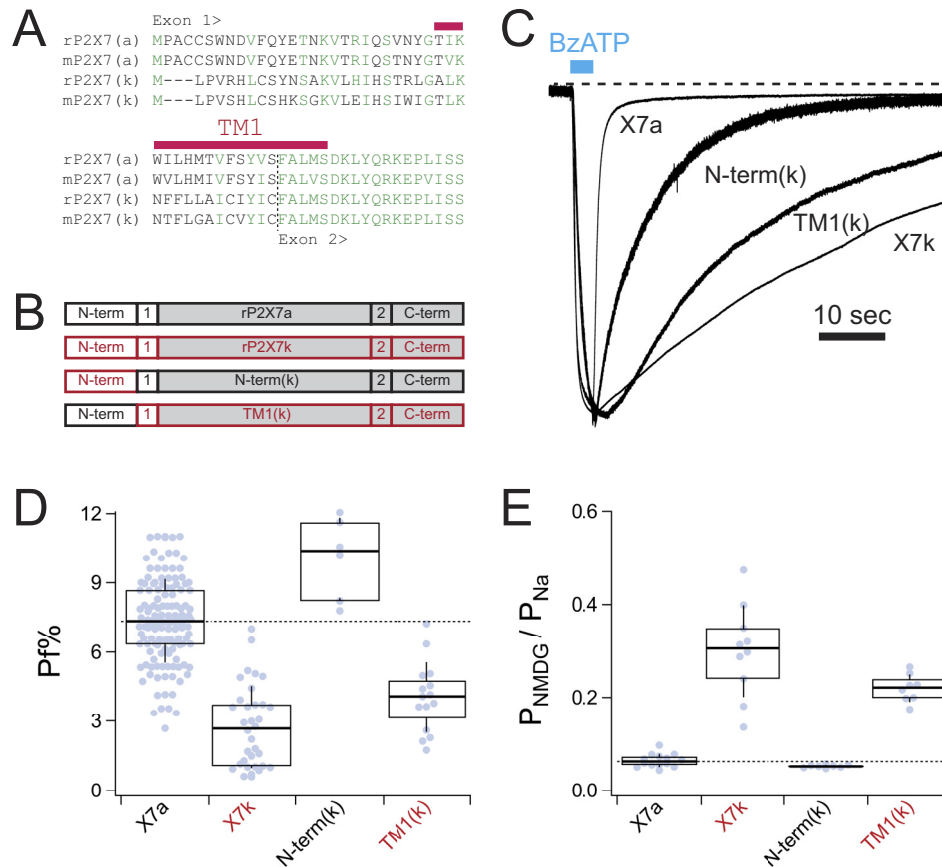 A
Exon 1>
rP2X7(a) MPACCSWNDVFQYETNKVTRIQSVNYGTIK
mP2X7(a) MPACCSWNDVFQYETNKVTRIQSTNYGTVK
rP2X7(k) M---LPVRHLCSYNSAKVLHIHSTRLGALK
mP2X7(k) M---LPVSHLCSHKSGKVLEIHSIWIGTLK
TM1
rP2X7(a) WILHMTVFSYVSFALMSDKLYQRKEPLISS
mP2X7(a) WVLHMIVFSYISFALVSDKLYQRKEPVISS
rP2X7(k) NFFLLAICIYICFALMSDKLYQRKEPLISS
mP2X7(k) NTFLGAICVYICFALMSDKLYQRKEPLISS
Exon 2>
B
N-term 1 rP2X7a 2 C-term
N-term 1 rP2X7k 2 C-term
N-term 1 N-term(k) 2 C-term
N-term 1 TM1(k) 2 C-term
C
BzATP
X7a
N-term(k)
TM1(k)
X7k
10 sec
D
Pf%
12
9
6
3
0
X7a
X7k
N-term(k)
TM1(k)
E
PNMDG / PNa
0.6
0.4
0.2
0.0
X7a
X7k
N-term(k)
TM1(k)